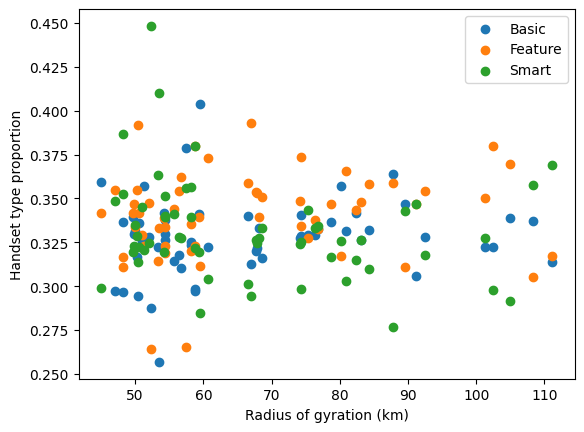 Basic
Feature
Smart
0.450
0.425
0.400
0.375
0.350
0.325
0.300
0.275
0.250
Handset type proportion
50 60 70 80 90 100 110
Radius of gyration (km)